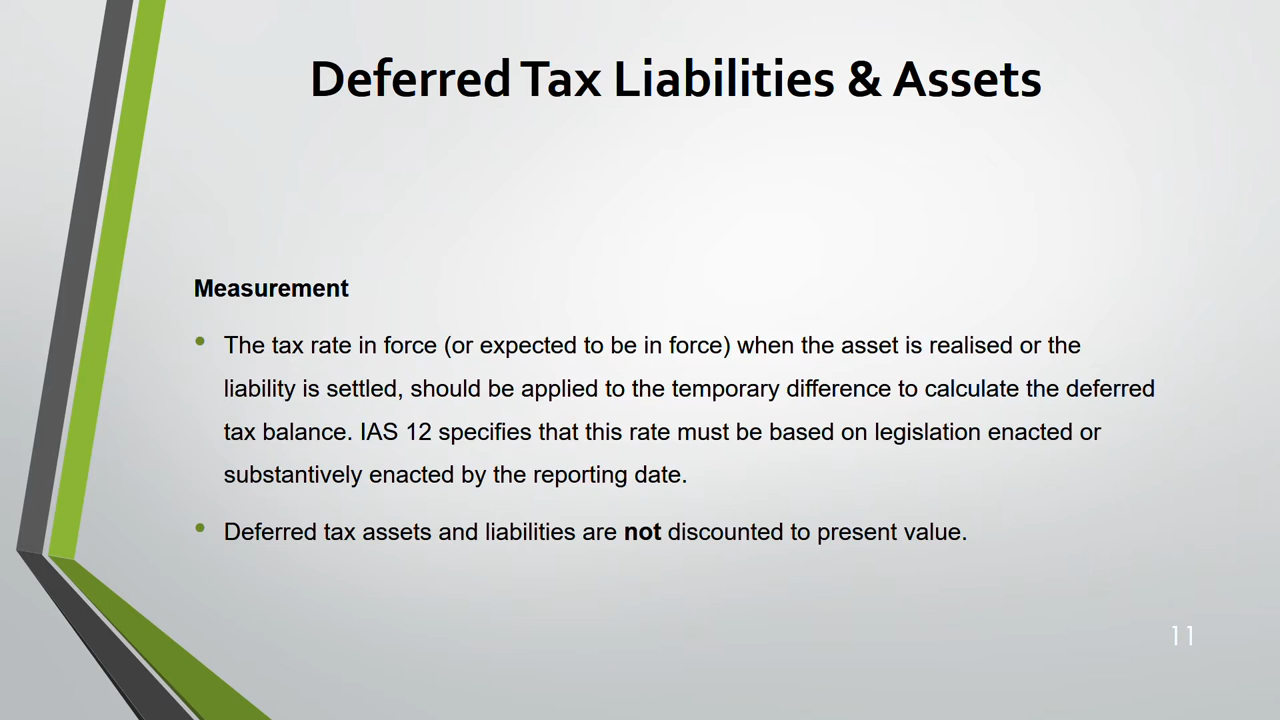 Deferred Tax Liabilities & Assets
Measurement
• The tax rate in force (or expected to be in force) when the asset is realised or the
liability is settled, should be applied to the temporary difference to calculate the deferred
tax balance. IAS 12 specifies that this rate must be based on legislation enacted or
substantively enacted by the reporting date.
• Deferred tax assets and liabilities are not discounted to present value.
11